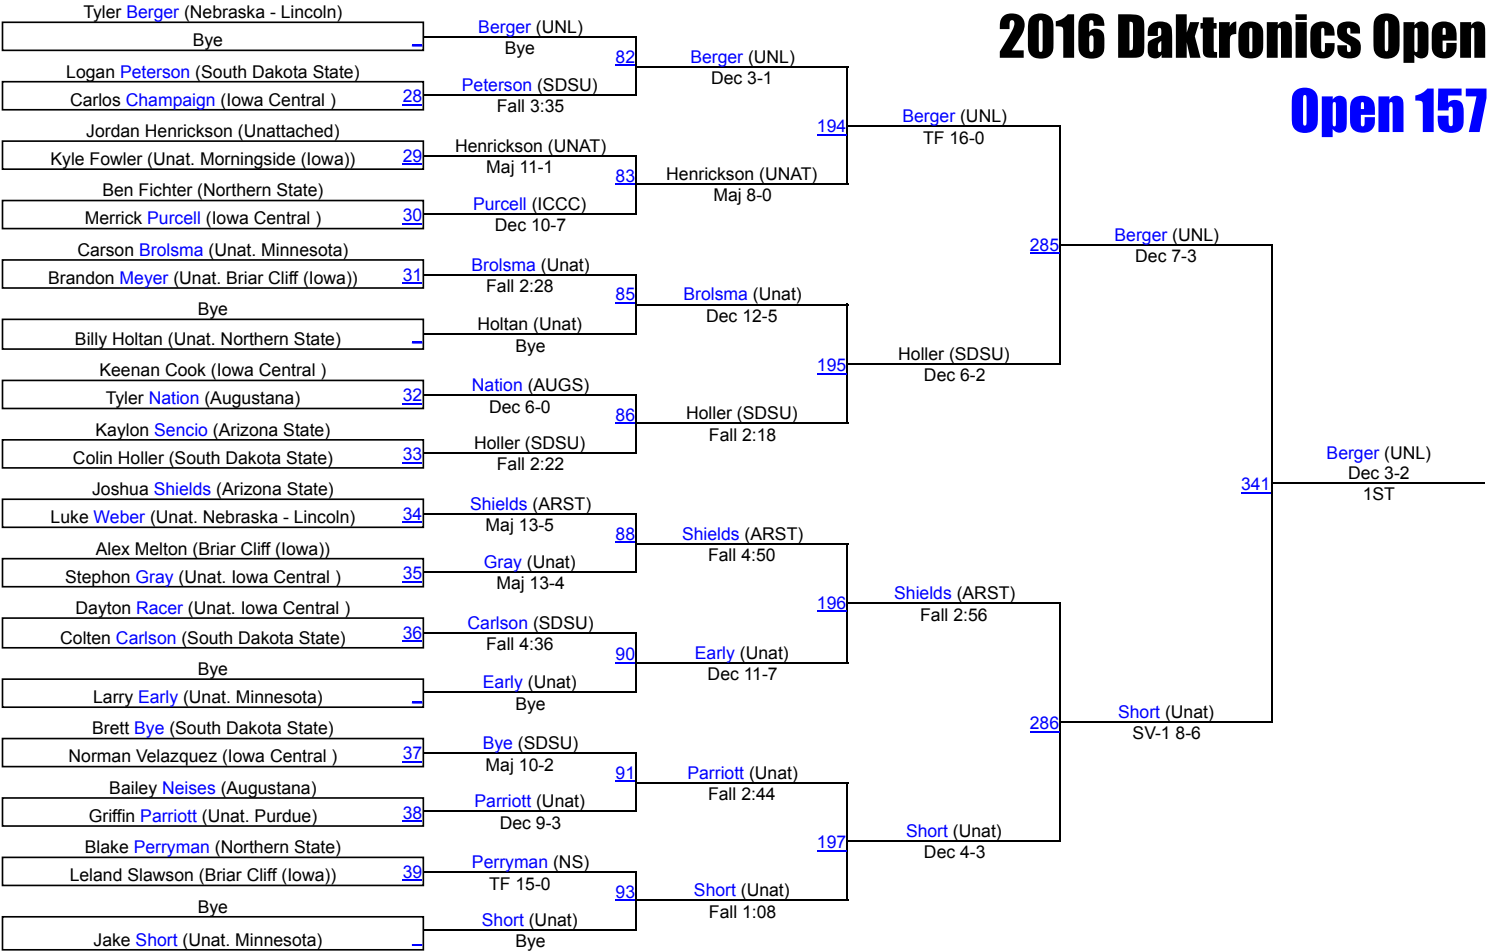 2016 Daktronics Open
Open 157
Tyler Berger (Nebraska - Lincoln)
Bye
Logan Peterson (South Dakota State)
Carlos Champaign (Iowa Central )
28
Jordan Henrickson (Unattached)
Kyle Fowler (Unat. Morningside (Iowa))
29
Ben Fichter (Northern State)
Merrick Purcell (Iowa Central )
30
Carson Brolsma (Unat. Minnesota)
Brandon Meyer (Unat. Briar Cliff (Iowa))
31
Bye
Billy Holtan (Unat. Northern State)
Keenan Cook (Iowa Central )
Tyler Nation (Augustana)
32
Kaylon Sencio (Arizona State)
Colin Holler (South Dakota State)
33
Joshua Shields (Arizona State)
Luke Weber (Unat. Nebraska - Lincoln)
34
Alex Melton (Briar Cliff (Iowa))
Stephon Gray (Unat. Iowa Central )
35
Dayton Racer (Unat. Iowa Central )
Colten Carlson (South Dakota State)
36
Bye
Larry Early (Unat. Minnesota)
Brett Bye (South Dakota State)
Norman Velazquez (Iowa Central )
37
Bailey Neises (Augustana)
Griffin Parriott (Unat. Purdue)
38
Blake Perryman (Northern State)
Leland Slawson (Briar Cliff (Iowa))
39
Bye
Jake Short (Unat. Minnesota)
Berger (UNL)
Bye
82
Peterson (SDSU)
Fall 3:35
Henrickson (UNAT)
Maj 11-1
83
Purcell (ICCC)
Dec 10-7
Brolsma (Unat)
Fall 2:28
85
Holtan (Unat)
Bye
Nation (AUGS)
Dec 6-0
86
Holler (SDSU)
Fall 2:22
Shields (ARST)
Maj 13-5
88
Gray (Unat)
Maj 13-4
Carlson (SDSU)
Fall 4:36
90
Early (Unat)
Bye
Bye (SDSU)
Maj 10-2
91
Parriott (Unat)
Dec 9-3
Perryman (NS)
TF 15-0
93
Short (Unat)
Bye
Berger (UNL)
Dec 3-1
194
Henrickson (UNAT)
Maj 8-0
Brolsma (Unat)
Dec 12-5
195
Holler (SDSU)
Fall 2:18
Shields (ARST)
Fall 4:50
196
Early (Unat)
Dec 11-7
Parriott (Unat)
Fall 2:44
197
Short (Unat)
Fall 1:08
Berger (UNL)
TF 16-0
285
Holler (SDSU)
Dec 6-2
Shields (ARST)
Fall 2:56
286
Short (Unat)
Dec 4-3
Berger (UNL)
Dec 7-3
341
Short (Unat)
SV-1 8-6
Berger (UNL)
Dec 3-2
1ST